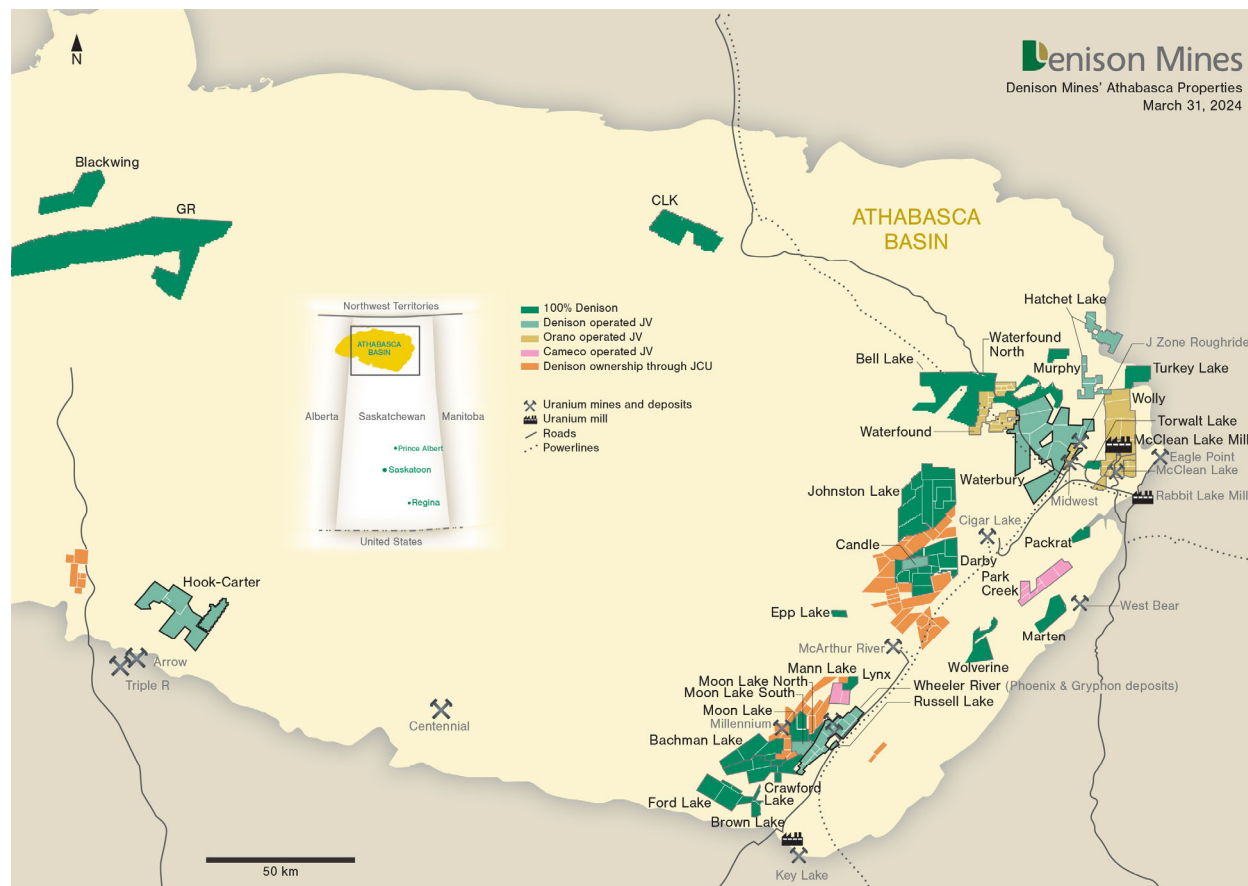 N
Denison Mines
Denison Mines' Athabasca Properties
March 31, 2024
Blackwing
GR
CLK
ATHABASCA
BASIN
Northwest Territories
ATHABASCA
BASIN
Alberta
Saskatchewan
Manitoba
Prince Albert
Saskatoon
Regina
United States
100% Denison
Denison operated JV
Orano operated JV
Cameco operated JV
Denison ownership through JCU
Uranium mines and deposits
Uranium mill
Roads
Powerlines
Hatchet Lake
Waterfound
North
J Zone Roughride
Bell Lake
Murphy
Turkey Lake
Wolly
Waterfound
Torwalt Lake
McClean Lake Mill
Eagle Point
McClean Lake
Waterbury
Midwest
Rabbit Lake Mill
Johnston Lake
Cigar Lake
Packrat
Candle
Darby
Park
Creek
Hook-Carter
Epp Lake
West Bear
Marten
McArthur River
Wolverine
Arrow
Triple R
Mann Lake
Lynx
Moon Lake North
Wheeler River (Phoenix & Gryphon deposits)
Moon Lake South
Russell Lake
Moon Lake
Millennium
Centennial
Bachman Lake
Crawford
Lake
Ford Lake
Brown Lake
50 km
Key Lake